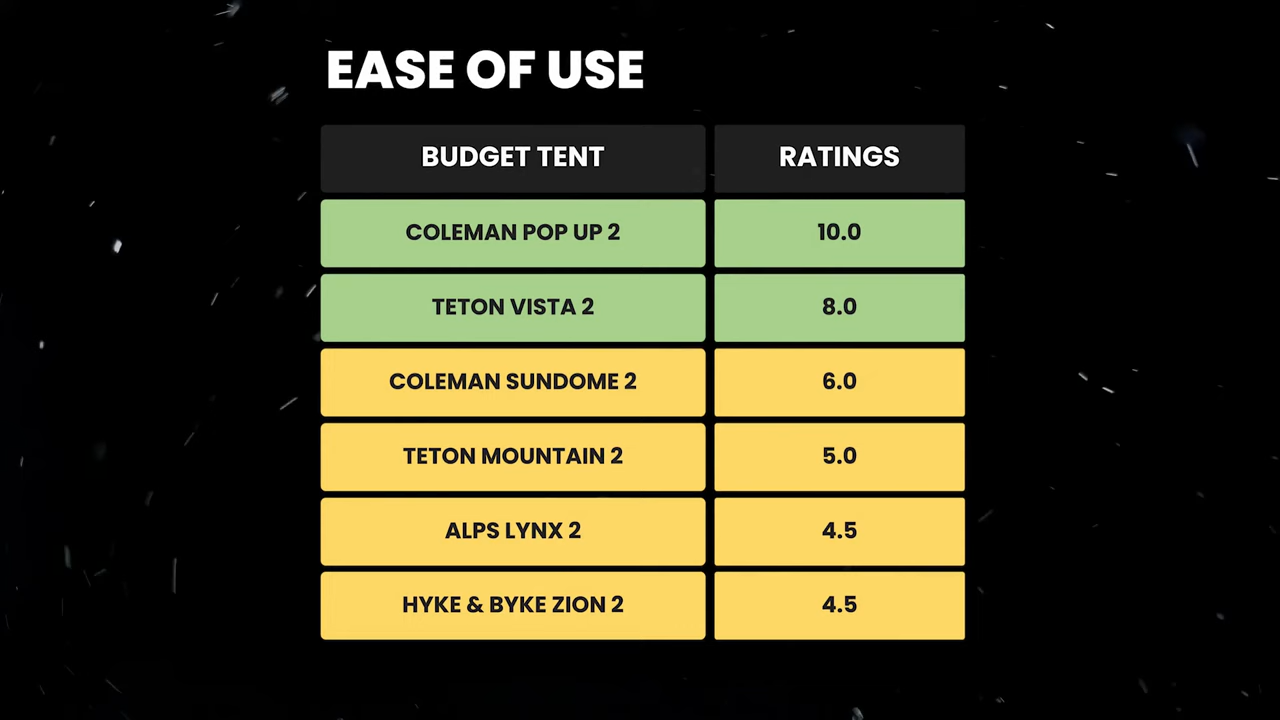 EASE OF USE
BUDGET TENT RATINGS
COLEMAN POP UP 2 10.0
TETON VISTA 2 8.0
COLEMAN SUNDOME 2 6.0
TETON MOUNTAIN 2 5.0
ALPS LYNX 2 4.5
HYKE & BYKE ZION 2 4.5